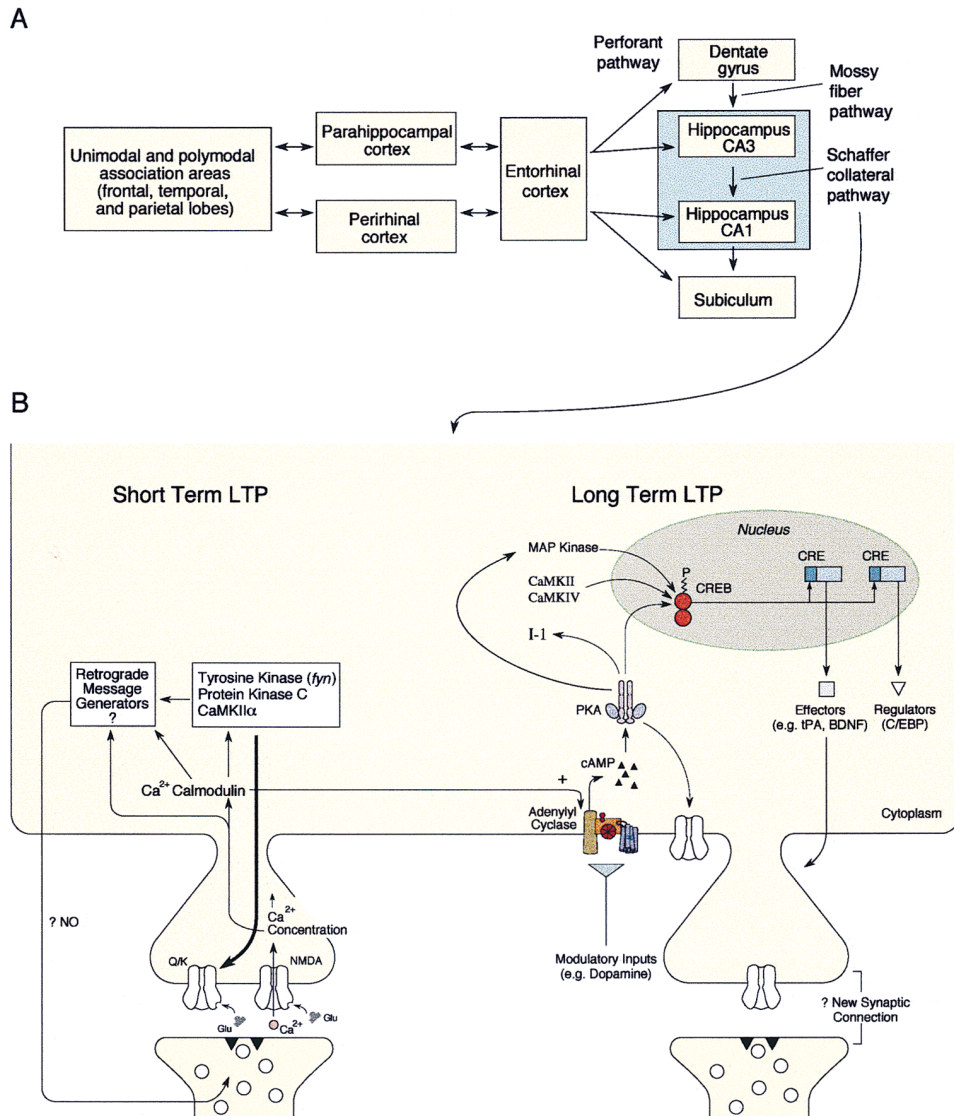 A
Perforant
pathway
Dentate
gyrus
Mossy
fiber
pathway
Parahippocampal
cortex
Hippocampus
CA3
Unimodal and polymodal
association areas
(frontal, temporal,
and parietal lobes)
Entorhinal
cortex
Schaffer
collateral
pathway
Perirhinal
cortex
Hippocampus
CA1
Subiculum
B
Short Term LTP
Long Term LTP
Nucleus
MAP Kinase
CRE
CRE
P
CaMKII
CaMKIV
CREB
I-1
Retrograde
Message
Generators
?
Tyrosine Kinase (fyn)
Protein Kinase C
CaMKIIα
PKA
Effectors
(e.g. tPA, BDNF)
Regulators
(C/EBP)
cAMP
Ca2+ Calmodulin
+
Adenylyl
Cyclase
Cytoplasm
? NO
Ca2+
Concentration
Q/K
NMDA
Modulatory Inputs
(e.g. Dopamine)
? New Synaptic
Connection
Glu
Ca2+
Glu